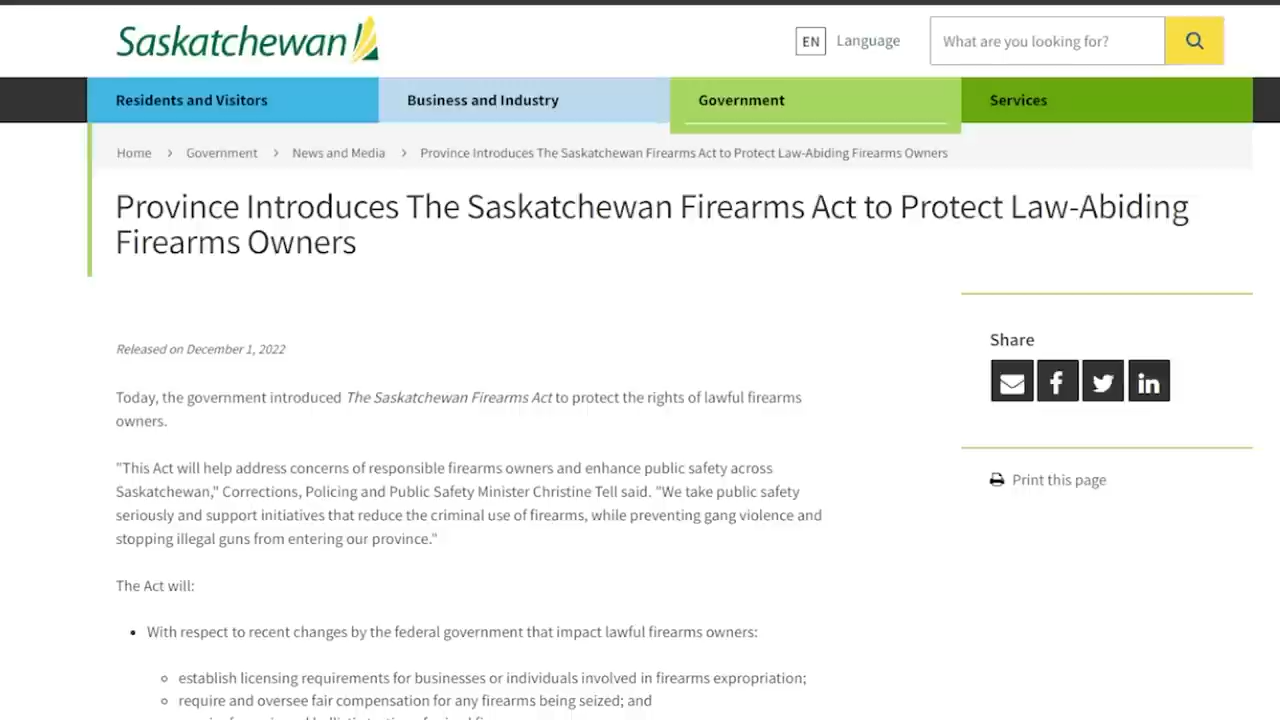 Saskatchewan
EN Language
What are you looking for?
Residents and Visitors
Business and Industry
Government
Services
Home > Government > News and Media > Province Introduces The Saskatchewan Firearms Act to Protect Law-Abiding Firearms Owners
Province Introduces The Saskatchewan Firearms Act to Protect Law-Abiding
Firearms Owners
Released on December 1, 2022
Today, the government introduced The Saskatchewan Firearms Act to protect the rights of lawful firearms
owners.
"This Act will help address concerns of responsible firearms owners and enhance public safety across
Saskatchewan," Corrections, Policing and Public Safety Minister Christine Tell said. "We take public safety
seriously and support initiatives that reduce the criminal use of firearms, while preventing gang violence and
stopping illegal guns from entering our province."
The Act will:
• With respect to recent changes by the federal government that impact lawful firearms owners:
○ establish licensing requirements for businesses or individuals involved in firearms expropriation;
○ require and oversee fair compensation for any firearms being seized; and
Share
Print this page